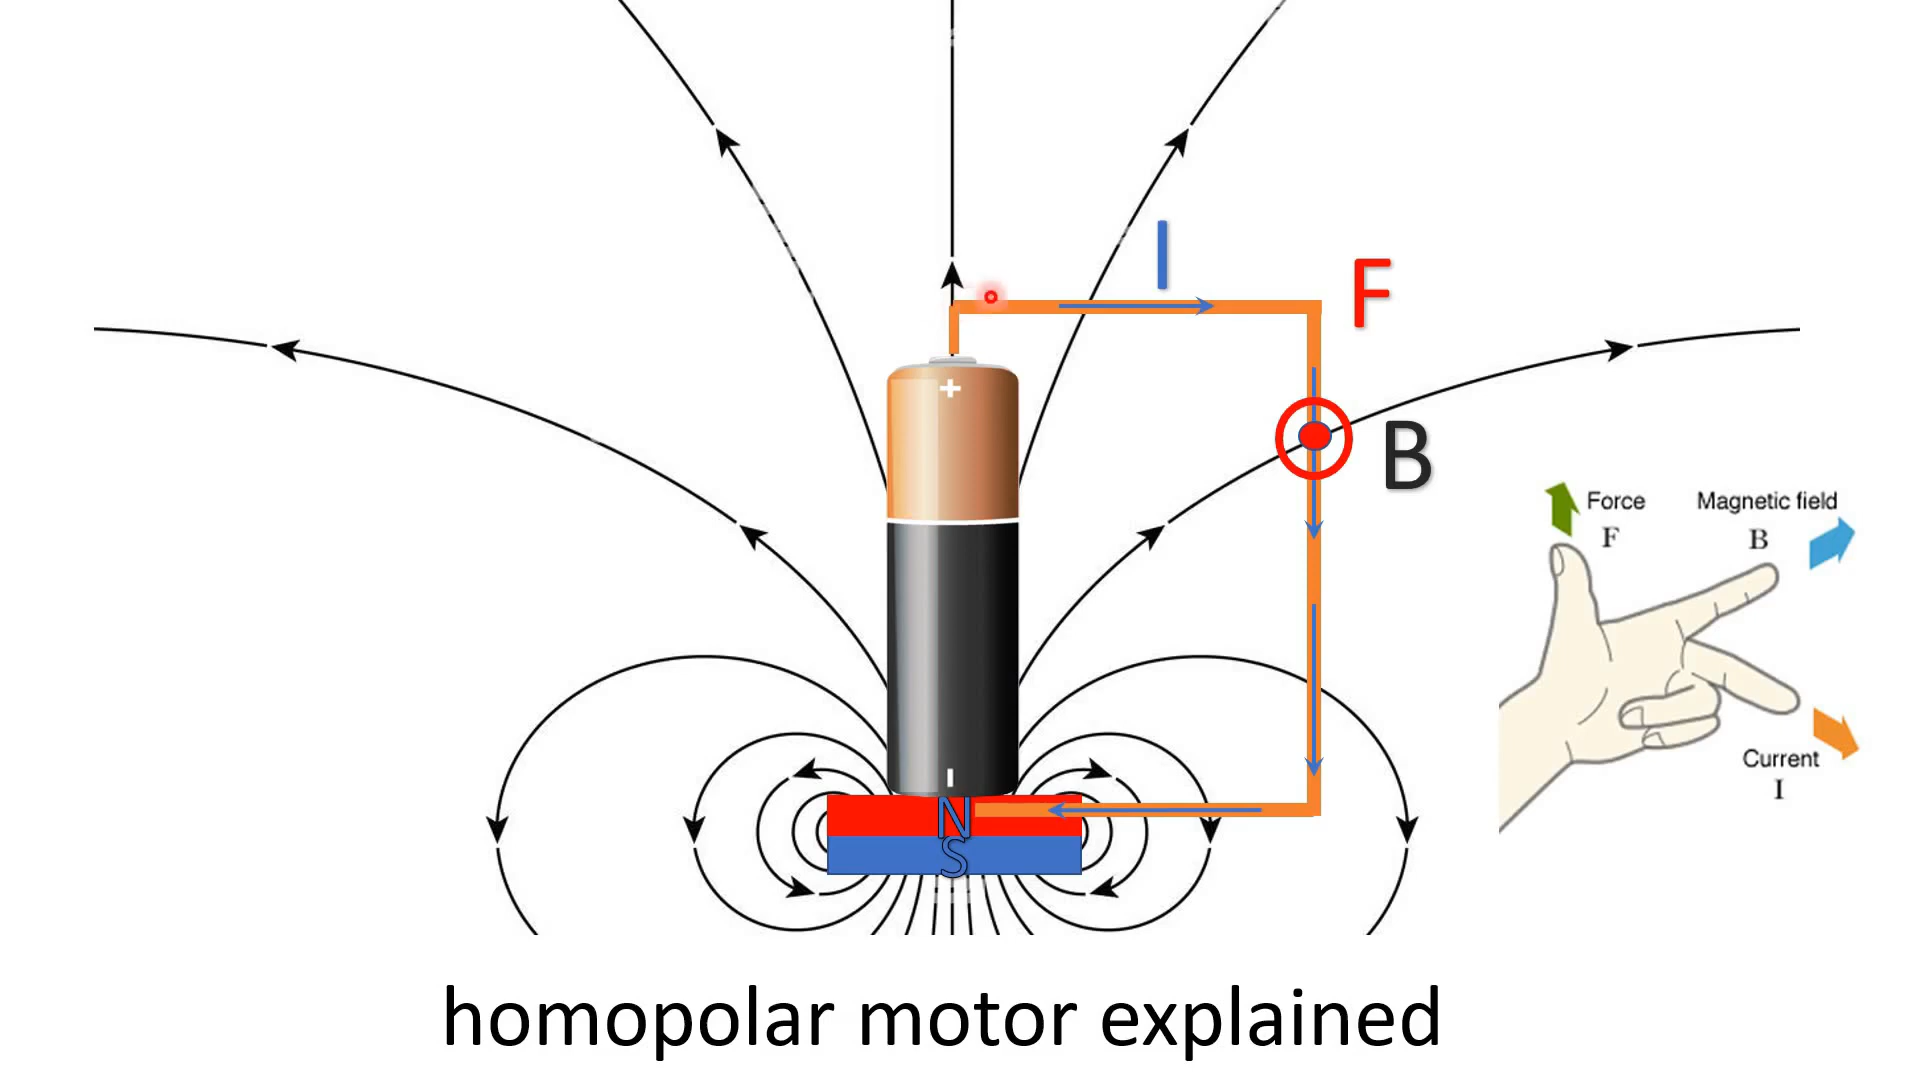 I
F
+
B
Force
F
Magnetic field
B
Current
I
N
S
homopolar motor explained